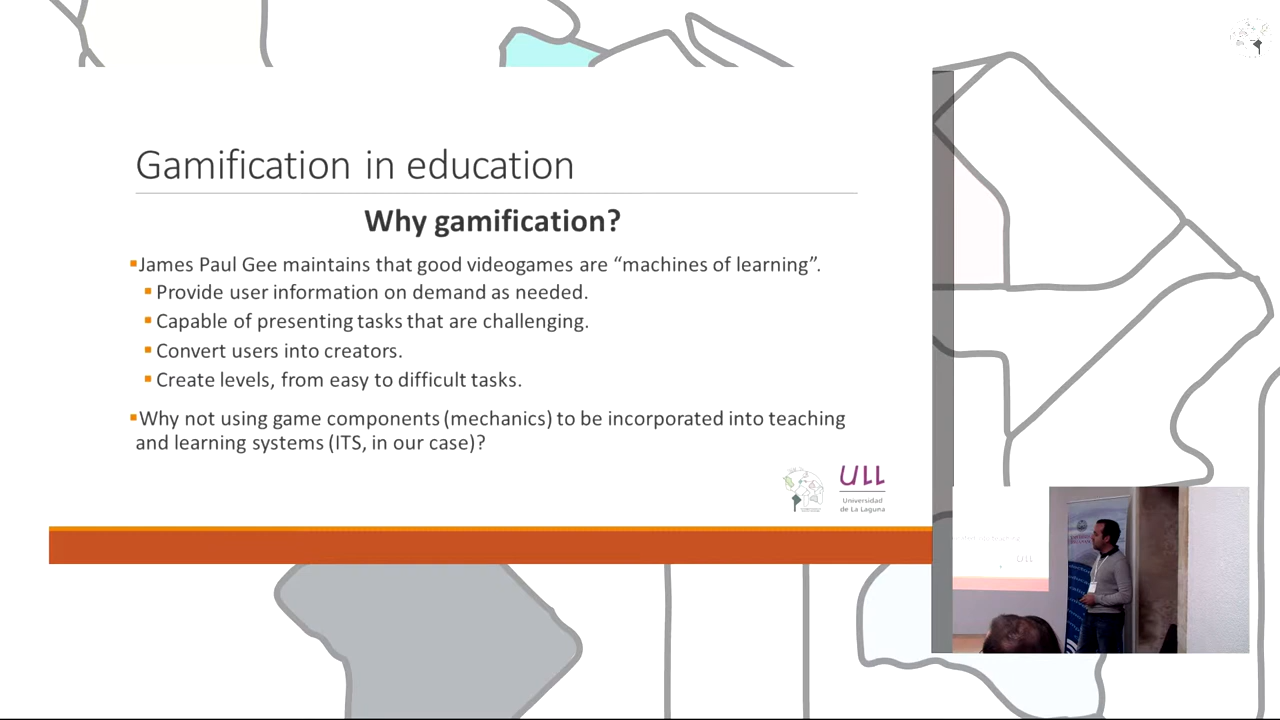 Gamification in education
Why gamification?
James Paul Gee maintains that good videogames are “machines of learning”.
Provide user information on demand as needed.
Capable of presenting tasks that are challenging.
Convert users into creators.
Create levels, from easy to difficult tasks.
Why not using game components (mechanics) to be incorporated into teaching
and learning systems (ITS, in our case)?
ULL
Universidad
de La Laguna
ULL